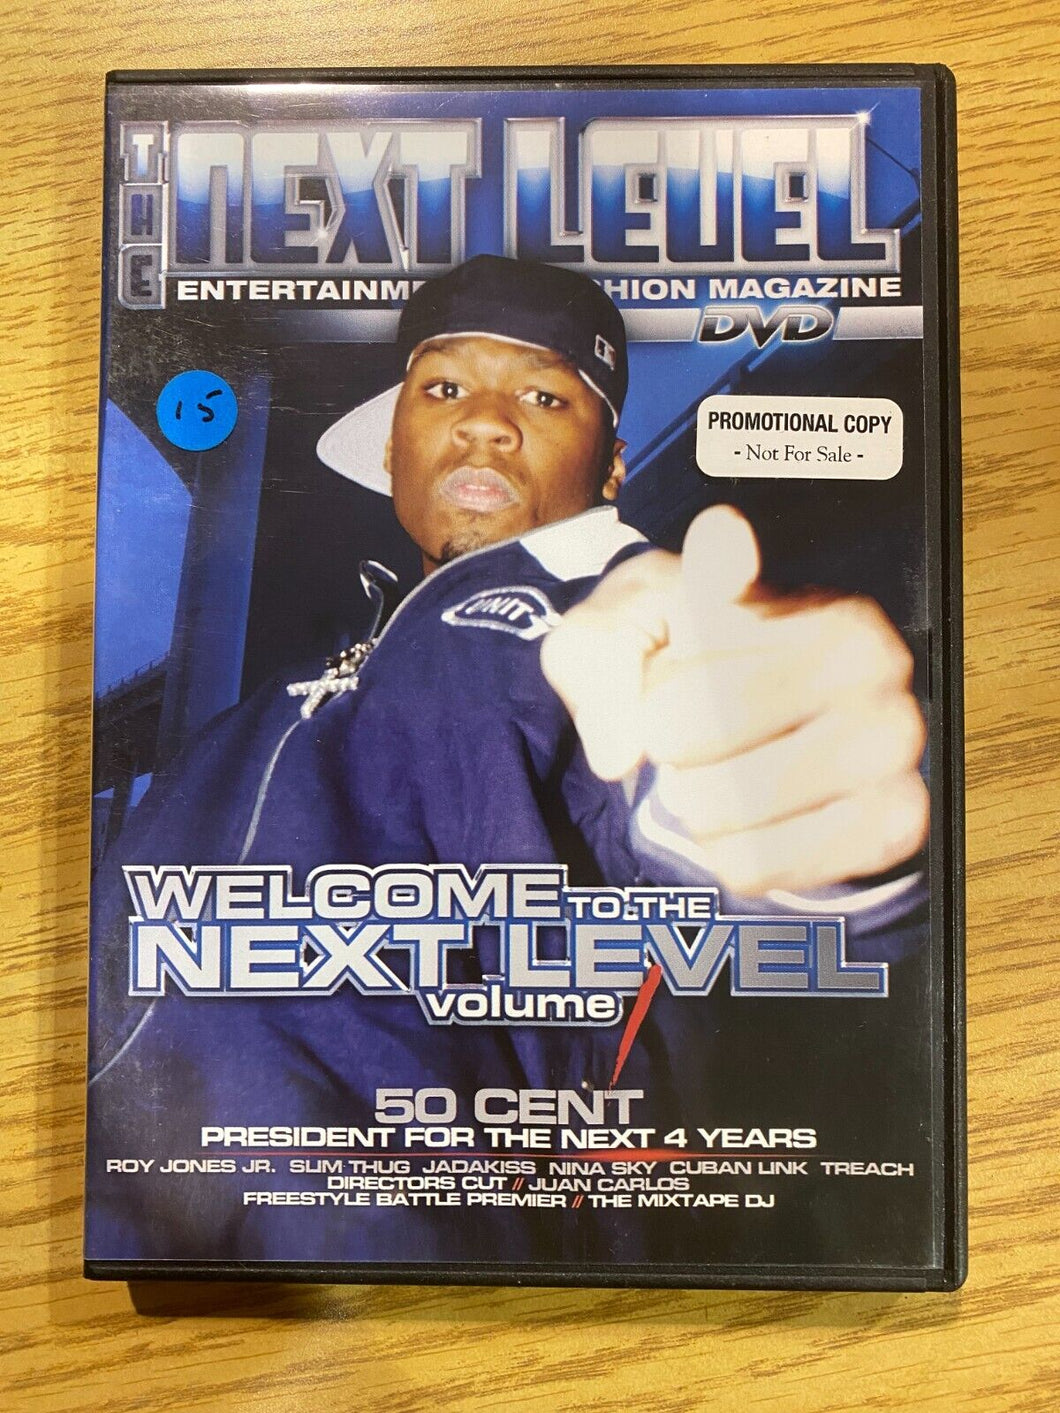 THE NEXT LEVEL
ENTERTAINM HION MAGAZINE
DVD
15
PROMOTIONAL COPY
- Not For Sale -
UNIT
WELCOME TO THE
NEXT LEVEL
volume 1
50 CENT
PRESIDENT FOR THE NEXT 4 YEARS
ROY JONES JR. SLIM THUG JADAKISS NINA SKY CUBAN LINK TREACH
DIRECTORS CUT // JUAN CARLOS
FREESTYLE BATTLE PREMIER // THE MIXTAPE DJ